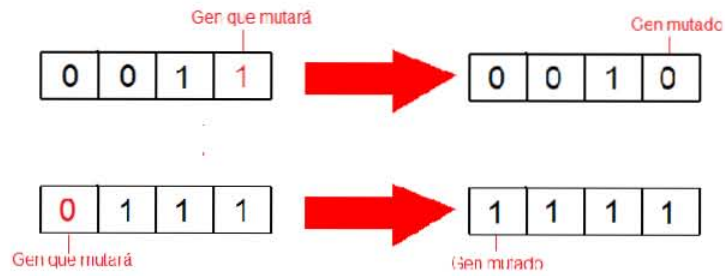 Gen que mutará
Gen mutado
0 0 1 1
0 0 1 0
0 1 1 1
1 1 1 1
Gen que mutará
Gen mutado